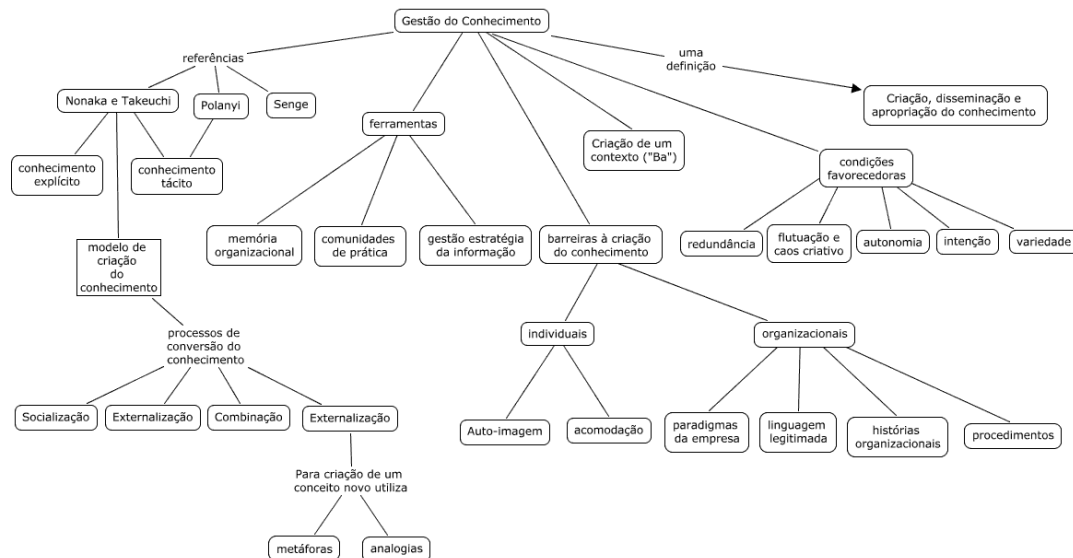 Gestão do Conhecimento
referências
uma
definição
Nonaka e Takeuchi
Polanyi
Senge
Criação, disseminação e
apropriação do conhecimento
ferramentas
Criação de um
contexto ("Ba")
condições
favorecedoras
conhecimento
explícito
conhecimento
tácito
memória
organizacional
comunidades
de prática
gestão estratégia
da informação
barreiras à criação
do conhecimento
redundância
flutuação e
caos criativo
autonomia
intenção
variedade
modelo de
criação
do
conhecimento
processos de
conversão do
conhecimento
individuais
organizacionais
Socialização
Externalização
Combinação
Externalização
Auto-imagem
acomodação
paradigmas
da empresa
linguagem
legitimada
histórias
organizacionais
procedimentos
Para criação de um
conceito novo utiliza
metáforas
analogias